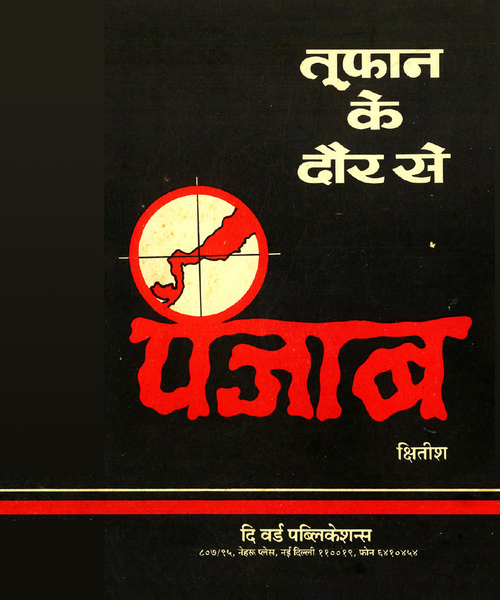 तूफान
के
दौर से
पंजाब
क्षितीश
दि वर्ड पब्लिकेशन्स
८०७/९५, नेहरू प्लेस, नई दिल्ली ११००१९, फोन ६४१०४५४